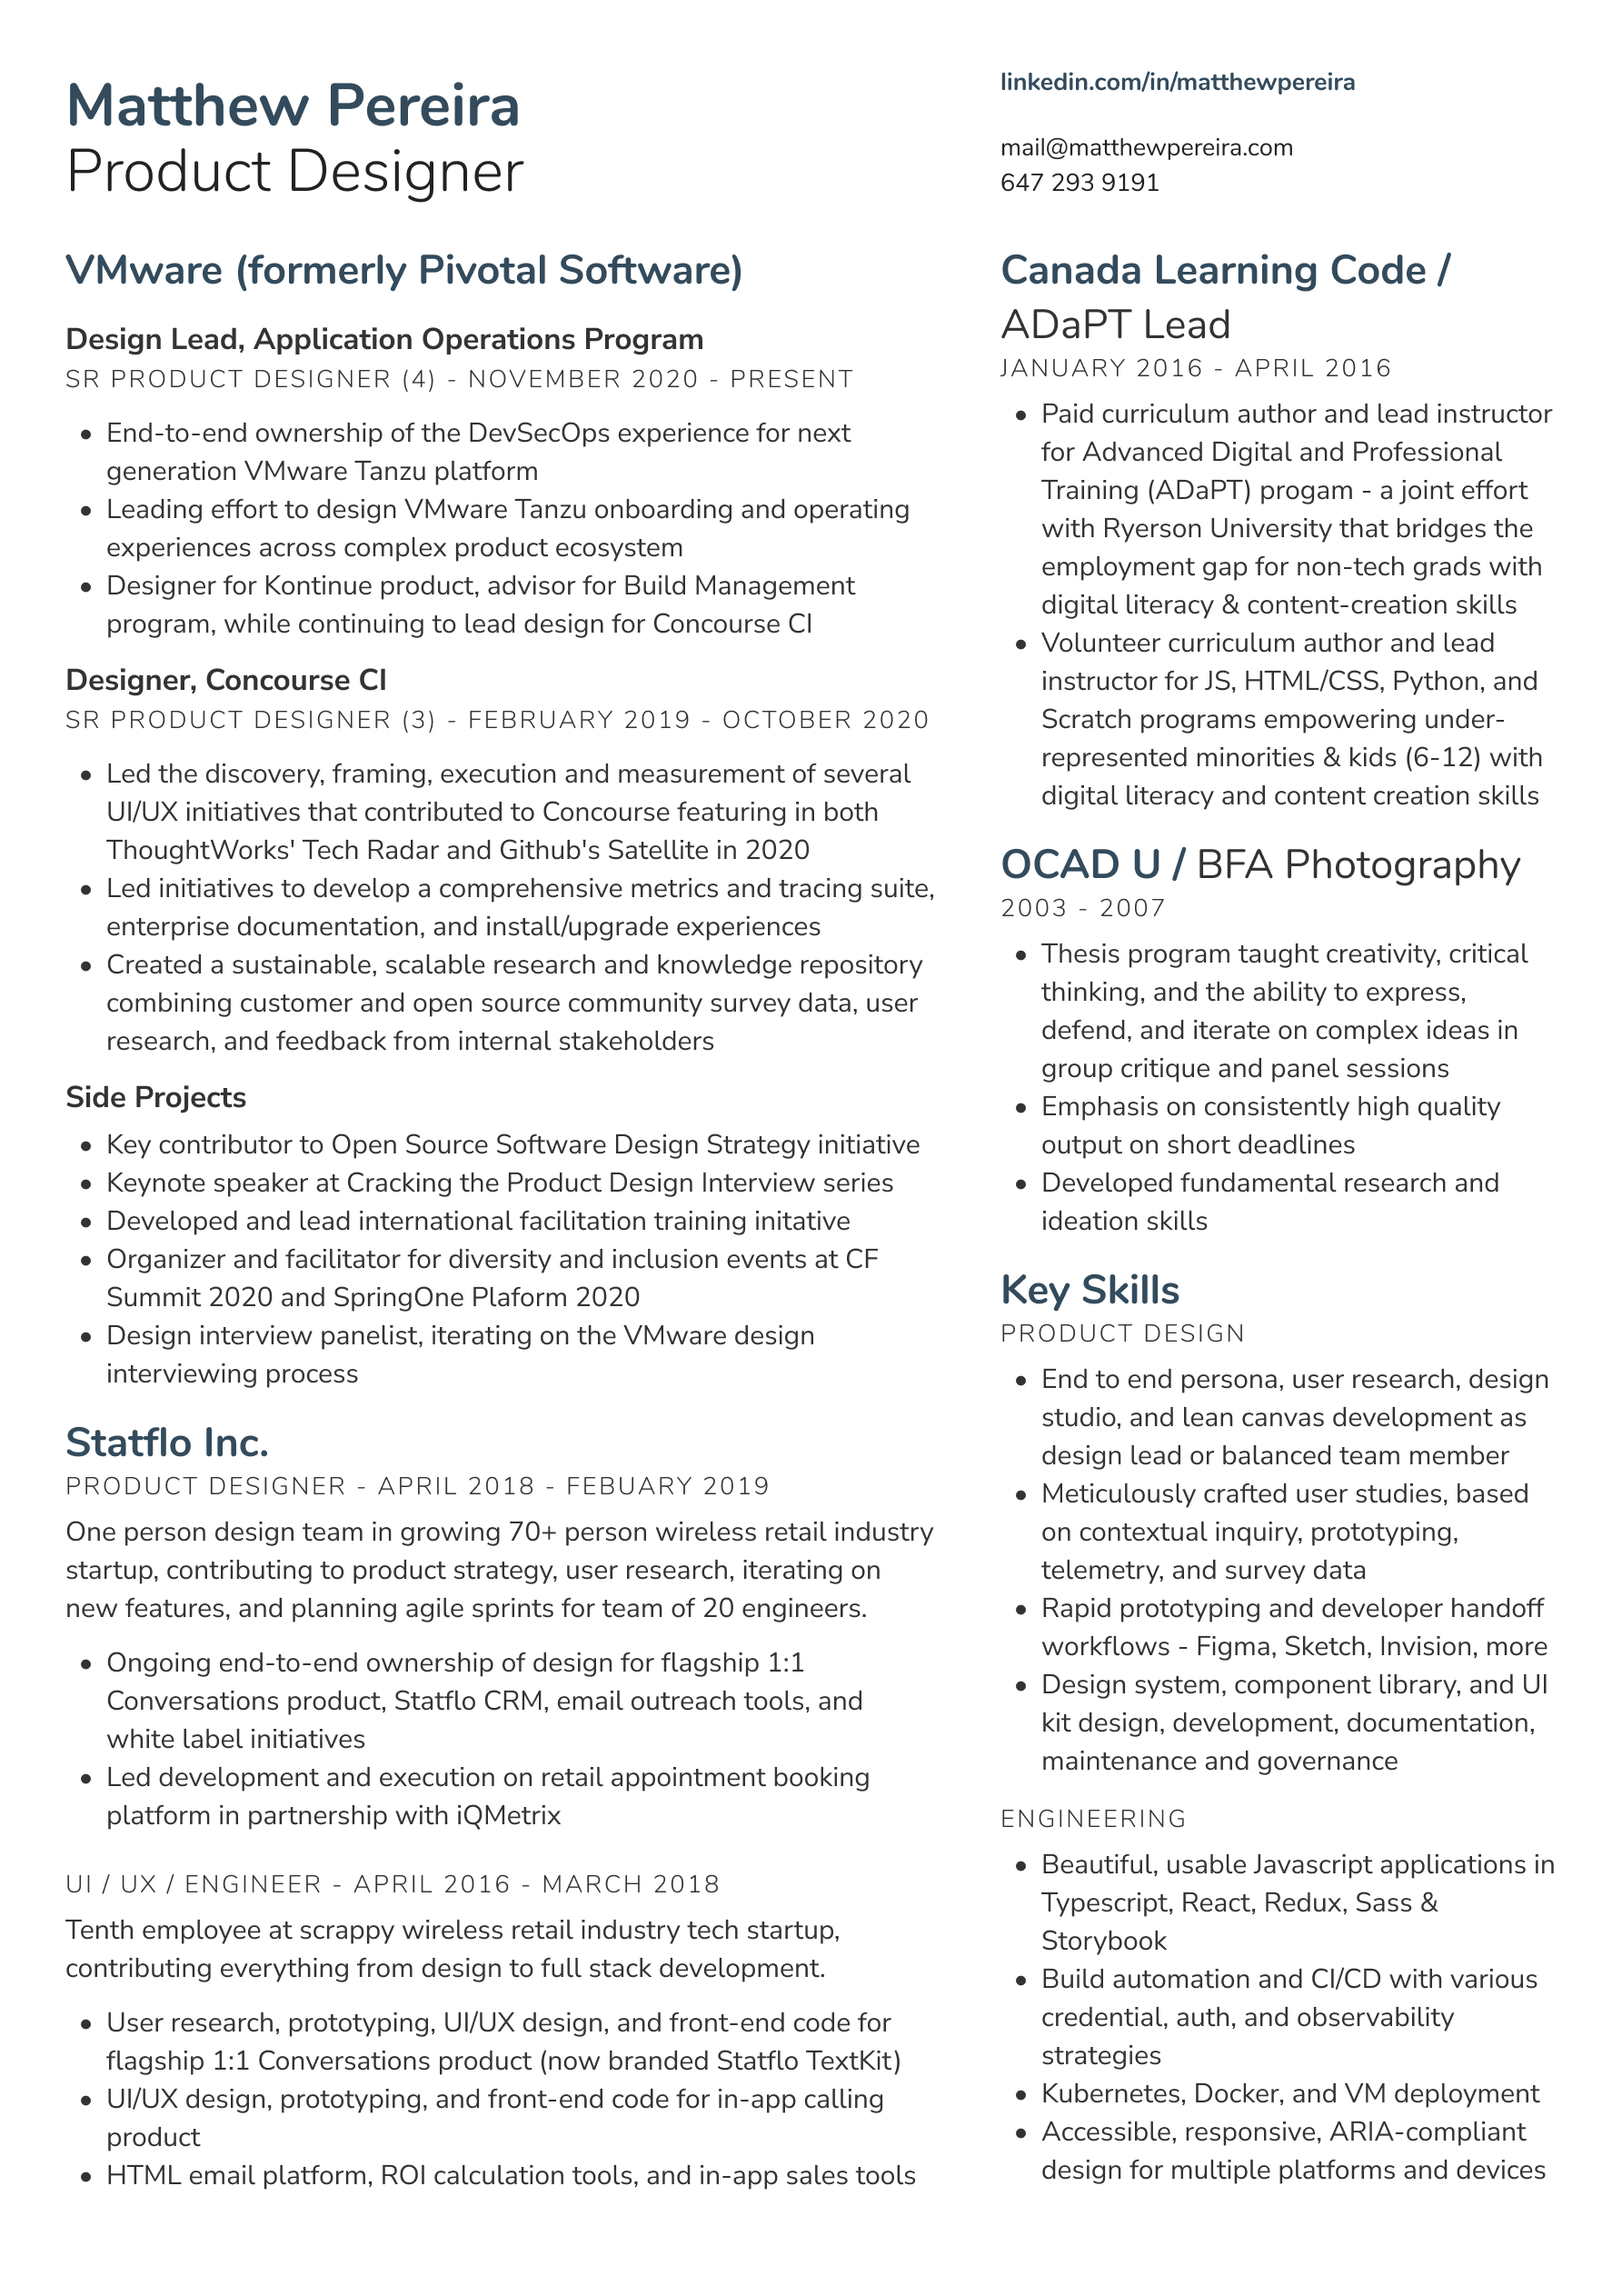 Matthew Pereira
Product Designer
linkedin.com/in/matthewpereira
mail@matthewpereira.com
647 293 9191
VMware (formerly Pivotal Software)
Design Lead, Application Operations Program
SR PRODUCT DESIGNER (4) - NOVEMBER 2020 - PRESENT
• End-to-end ownership of the DevSecOps experience for next
generation VMware Tanzu platform
• Leading effort to design VMware Tanzu onboarding and operating
experiences across complex product ecosystem
• Designer for Kontinue product, advisor for Build Management
program, while continuing to lead design for Concourse CI
Designer, Concourse CI
SR PRODUCT DESIGNER (3) - FEBRUARY 2019 - OCTOBER 2020
• Led the discovery, framing, execution and measurement of several
UI/UX initiatives that contributed to Concourse featuring in both
ThoughtWorks' Tech Radar and Github's Satellite in 2020
• Led initiatives to develop a comprehensive metrics and tracing suite,
enterprise documentation, and install/upgrade experiences
• Created a sustainable, scalable research and knowledge repository
combining customer and open source community survey data, user
research, and feedback from internal stakeholders
Side Projects
• Key contributor to Open Source Software Design Strategy initiative
• Keynote speaker at Cracking the Product Design Interview series
• Developed and lead international facilitation training initative
• Organizer and facilitator for diversity and inclusion events at CF
Summit 2020 and SpringOne Plaform 2020
• Design interview panelist, iterating on the VMware design
interviewing process
Statflo Inc.
PRODUCT DESIGNER - APRIL 2018 - FEBUARY 2019
One person design team in growing 70+ person wireless retail industry
startup, contributing to product strategy, user research, iterating on
new features, and planning agile sprints for team of 20 engineers.
• Ongoing end-to-end ownership of design for flagship 1:1
Conversations product, Statflo CRM, email outreach tools, and
white label initiatives
• Led development and execution on retail appointment booking
platform in partnership with iQMetrix
UI / UX / ENGINEER - APRIL 2016 - MARCH 2018
Tenth employee at scrappy wireless retail industry tech startup,
contributing everything from design to full stack development.
• User research, prototyping, UI/UX design, and front-end code for
flagship 1:1 Conversations product (now branded Statflo TextKit)
• UI/UX design, prototyping, and front-end code for in-app calling
product
• HTML email platform, ROI calculation tools, and in-app sales tools
Canada Learning Code /
ADaPT Lead
JANUARY 2016 - APRIL 2016
• Paid curriculum author and lead instructor
for Advanced Digital and Professional
Training (ADaPT) progam - a joint effort
with Ryerson University that bridges the
employment gap for non-tech grads with
digital literacy & content-creation skills
• Volunteer curriculum author and lead
instructor for JS, HTML/CSS, Python, and
Scratch programs empowering under-
represented minorities & kids (6-12) with
digital literacy and content creation skills
OCAD U / BFA Photography
2003 - 2007
• Thesis program taught creativity, critical
thinking, and the ability to express,
defend, and iterate on complex ideas in
group critique and panel sessions
• Emphasis on consistently high quality
output on short deadlines
• Developed fundamental research and
ideation skills
Key Skills
PRODUCT DESIGN
• End to end persona, user research, design
studio, and lean canvas development as
design lead or balanced team member
• Meticulously crafted user studies, based
on contextual inquiry, prototyping,
telemetry, and survey data
• Rapid prototyping and developer handoff
workflows - Figma, Sketch, Invision, more
• Design system, component library, and UI
kit design, development, documentation,
maintenance and governance
ENGINEERING
• Beautiful, usable Javascript applications in
Typescript, React, Redux, Sass &
Storybook
• Build automation and CI/CD with various
credential, auth, and observability
strategies
• Kubernetes, Docker, and VM deployment
• Accessible, responsive, ARIA-compliant
design for multiple platforms and devices